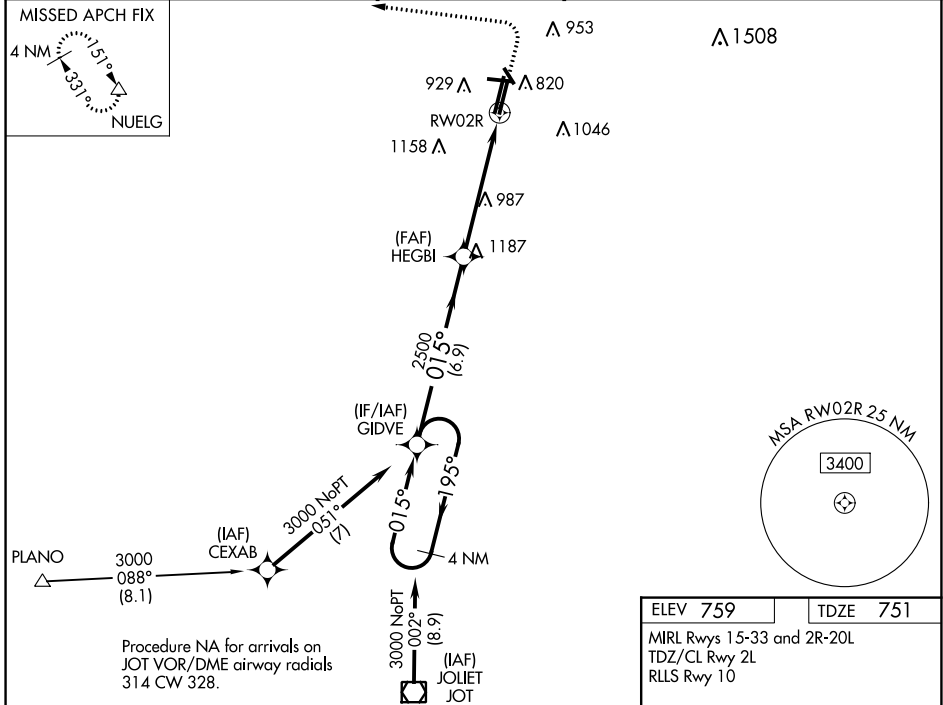 MISSED APCH FIX
4 NM
151°
331°
NUELG
953
1508
929
820
RW02R
1046
1158
987
(FAF)
HEGBI
1187
2500
015°
(6.9)
(IF/IAF)
GIDVE
MSA RW02R 25 NM
3400
3000 NoPT
051°
(7)
015°
195°
(IAF)
CEXAB
4 NM
PLANO
3000
088°
(8.1)
3000 NoPT
002°
(8.9)
(IAF)
JOLIET
JOT
Procedure NA for arrivals on
JOT VOR/DME airway radials
314 CW 328.
ELEV 759
TDZE 751
MIRL Rwys 15-33 and 2R-20L
TDZ/CL Rwy 2L
RLLS Rwy 10